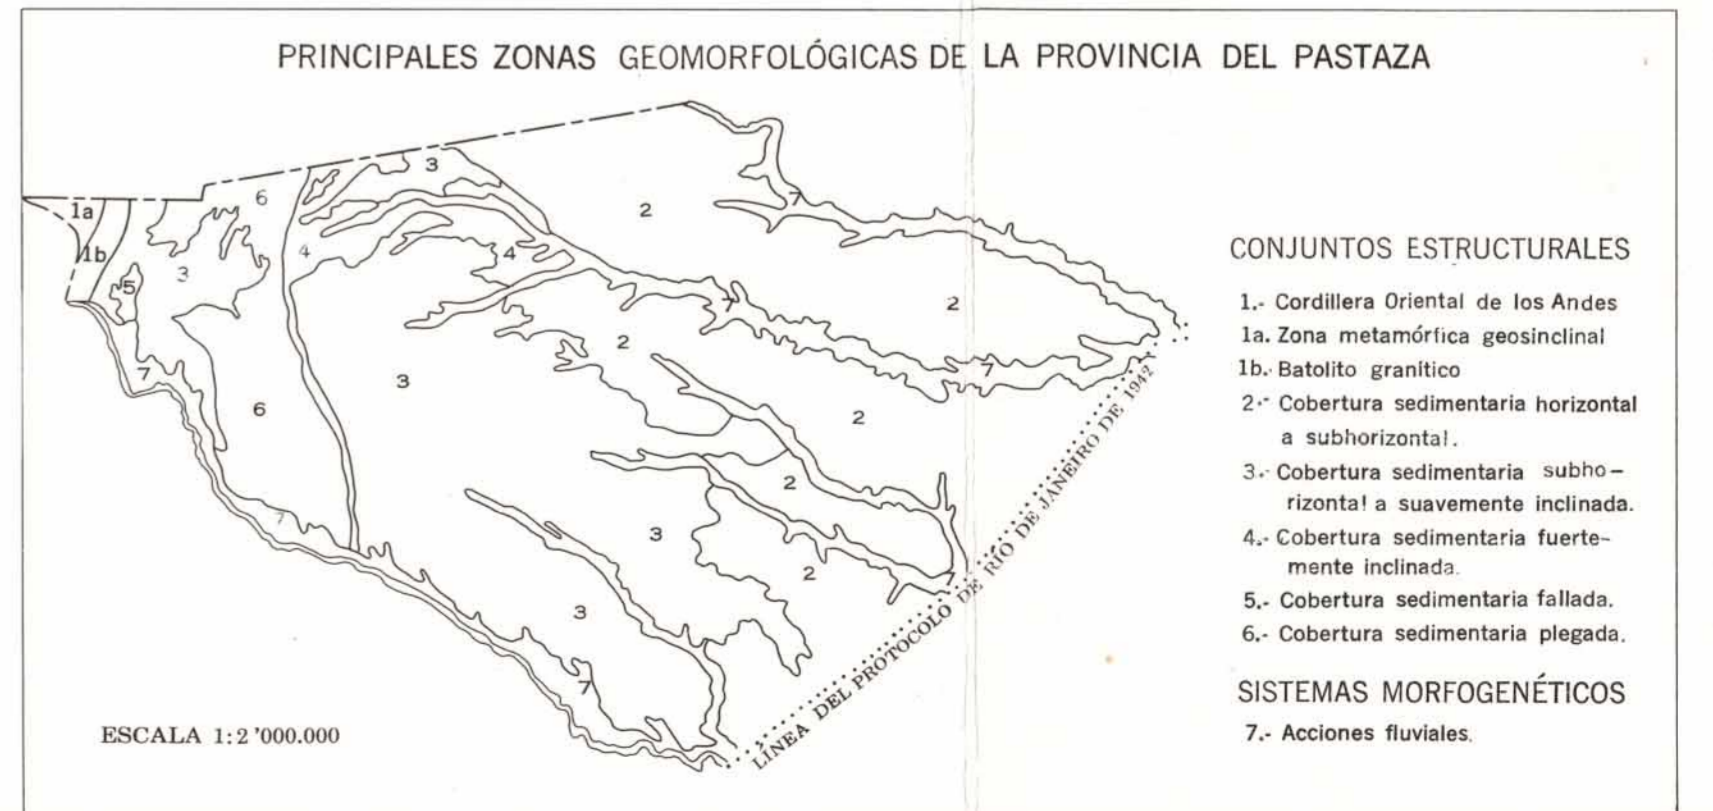 PRINCIPALES ZONAS GEOMORFOLÓGICAS DE LA PROVINCIA DEL PASTAZA
3
6
1a
2
7
4
4
1b
3
5
7
2
2
7
7
3
6
2
2
7
3
2
3
7
7
LÍNEA DEL PROTOCOLO DE RÍO DE JANEIRO DE 1942
ESCALA 1:2'000.000
CONJUNTOS ESTRUCTURALES
1.- Cordillera Oriental de los Andes
1a. Zona metamórfica geosinclinal
1b.- Batolito granítico
2.- Cobertura sedimentaria horizontal
a subhorizontal.
3.- Cobertura sedimentaria subho-
rizontal a suavemente inclinada.
4.- Cobertura sedimentaria fuerte-
mente inclinada.
5.- Cobertura sedimentaria fallada.
6.- Cobertura sedimentaria plegada.
SISTEMAS MORFOGENÉTICOS
7.- Acciones fluviales.